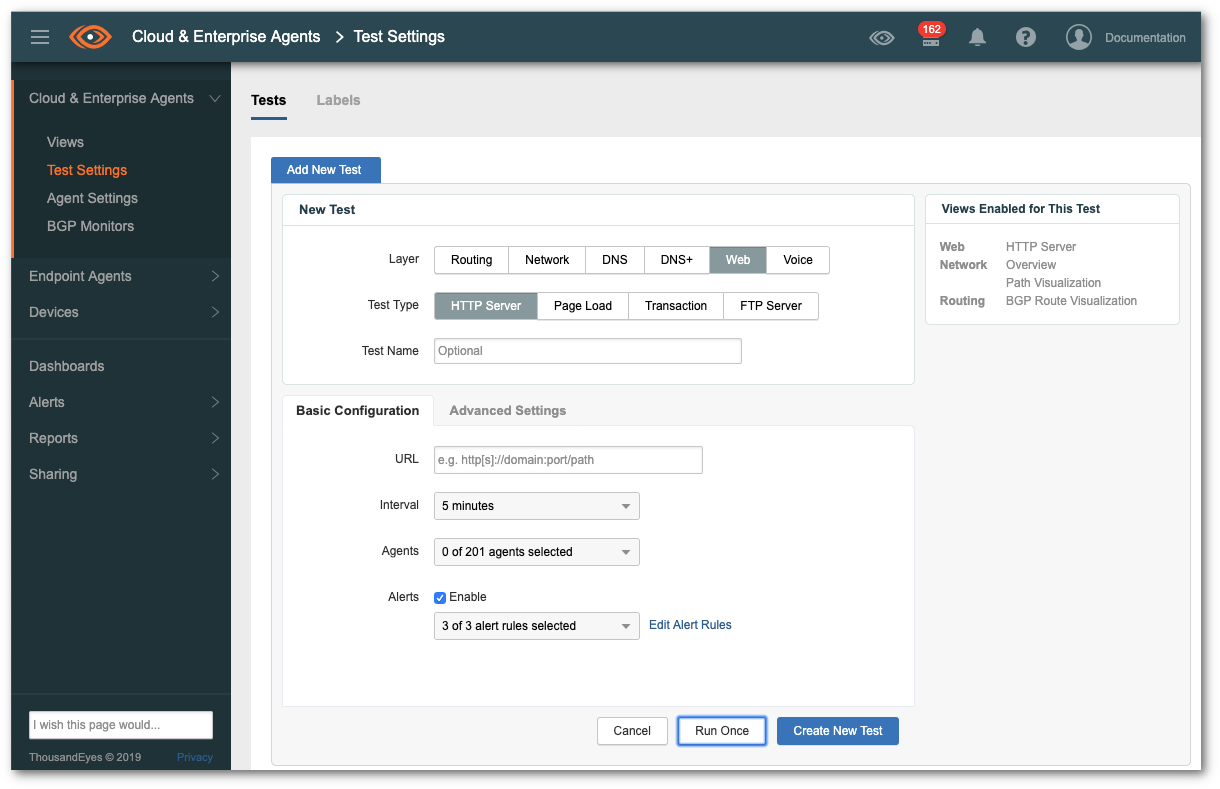 Cloud & Enterprise Agents > Test Settings
162
Documentation
Cloud & Enterprise Agents
Views
Test Settings
Agent Settings
BGP Monitors
Endpoint Agents
Devices
Dashboards
Alerts
Reports
Sharing
I wish this page would...
ThousandEyes © 2019 Privacy
Tests Labels
Add New Test
New Test
Layer Routing Network DNS DNS+ Web Voice
Test Type HTTP Server Page Load Transaction FTP Server
Test Name Optional
Basic Configuration Advanced Settings
URL e.g. http[s]://domain:port/path
Interval 5 minutes
Agents 0 of 201 agents selected
Alerts Enable
3 of 3 alert rules selected Edit Alert Rules
Cancel Run Once Create New Test
Views Enabled for This Test
Web HTTP Server
Network Overview
Path Visualization
Routing BGP Route Visualization